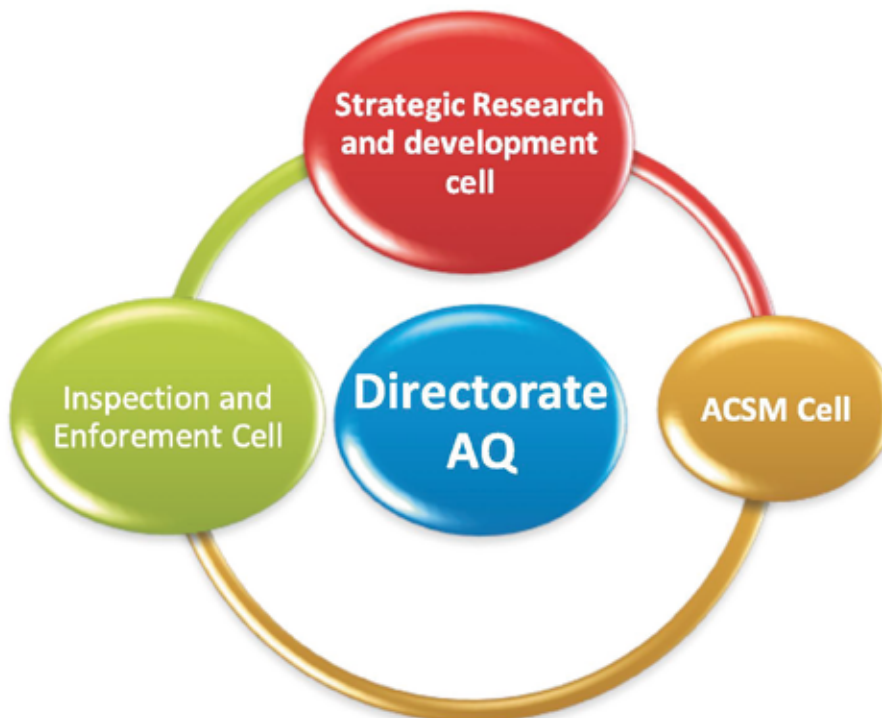 Strategic Research
and development
cell
Inspection and
Enforement Cell
Directorate
AQ
ACSM Cell